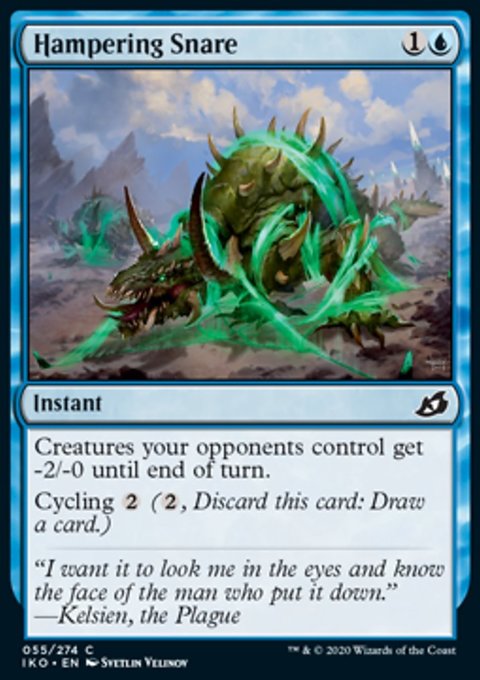 Hampering Snare 1
Instant
Creatures your opponents control get
-2/-0 until end of turn.
Cycling 2 (2, Discard this card: Draw
a card.)
“I want it to look me in the eyes and know
the face of the man who put it down.”
—Kelsien, the Plague
055/274 C
IKO • EN Svetlin Velinov
™ & © 2020 Wizards of the Coast